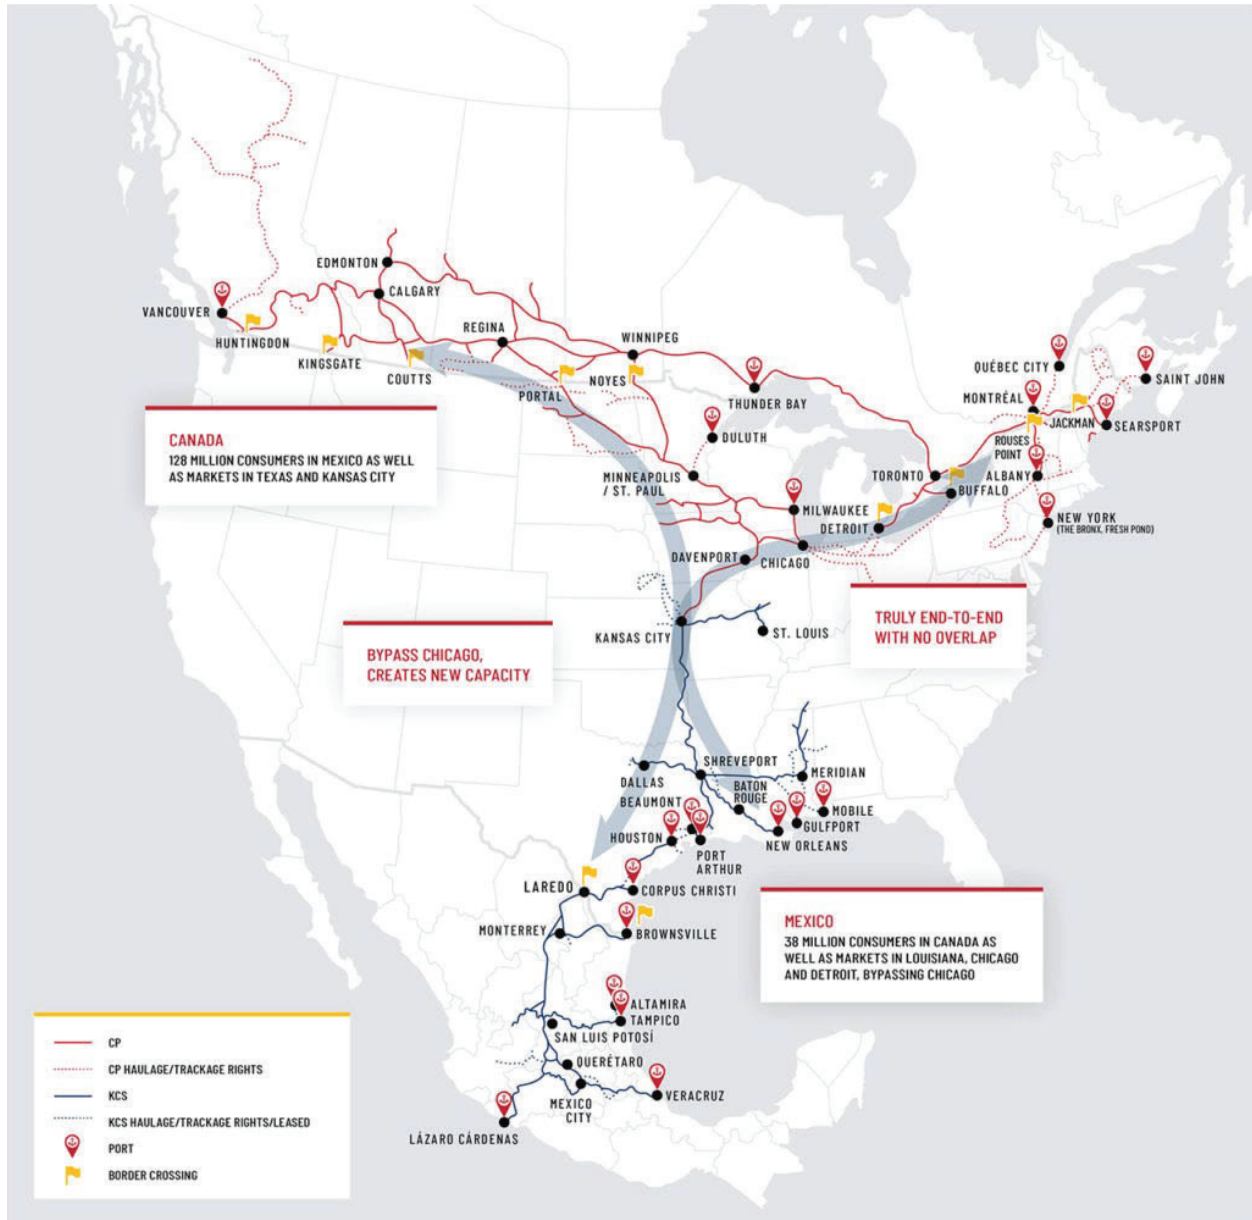 EDMONTON
CALGARY
VANCOUVER
HUNTINGDON
KINGSGATE
COUTTS
REGINA
WINNIPEG
PORTAL
NOYES
THUNDER BAY
DULUTH
QUÉBEC CITY
SAINT JOHN
MONTRÉAL
JACKMAN
SEARSPORT
ROUSES
POINT
TORONTO
ALBANY
BUFFALO
MINNEAPOLIS
/ ST. PAUL
MILWAUKEE
DETROIT
NEW YORK
(THE BRONX, FRESH POND)
DAVENPORT
CHICAGO
CANADA
128 MILLION CONSUMERS IN MEXICO AS WELL
AS MARKETS IN TEXAS AND KANSAS CITY
TRULY END-TO-END
WITH NO OVERLAP
KANSAS CITY
ST. LOUIS
BYPASS CHICAGO,
CREATES NEW CAPACITY
SHREVEPORT
MERIDIAN
DALLAS
BATON
ROUGE
BEAUMONT
MOBILE
GULFPORT
HOUSTON
NEW ORLEANS
PORT
ARTHUR
LAREDO
CORPUS CHRISTI
MONTERREY
BROWNSVILLE
MEXICO
38 MILLION CONSUMERS IN CANADA AS
WELL AS MARKETS IN LOUISIANA, CHICAGO
AND DETROIT, BYPASSING CHICAGO
ALTAMIRA
TAMPICO
SAN LUIS POTOSÍ
QUERÉTARO
MEXICO
CITY
VERACRUZ
LÁZARO CÁRDENAS
CP
CP HAULAGE/TRACKAGE RIGHTS
KCS
KCS HAULAGE/TRACKAGE RIGHTS/LEASED
PORT
BORDER CROSSING